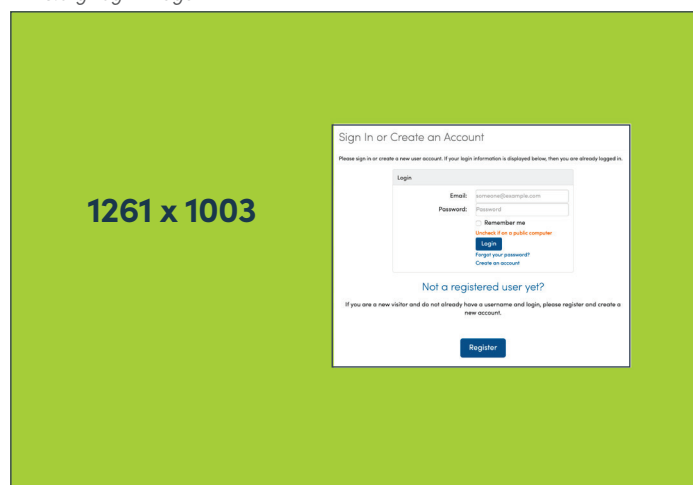 1261 x 1003
Sign In or Create an Account
Please sign in or create a new user account. If your login information is displayed below, then you are already logged in.
Login
Email: someone@example.com
Password: Password
Remember me
Uncheck if on a public computer
Login
Forgot your password?
Create an account
Not a registered user yet?
If you are a new visitor and do not already have a username and login, please register and create a
new account.
Register